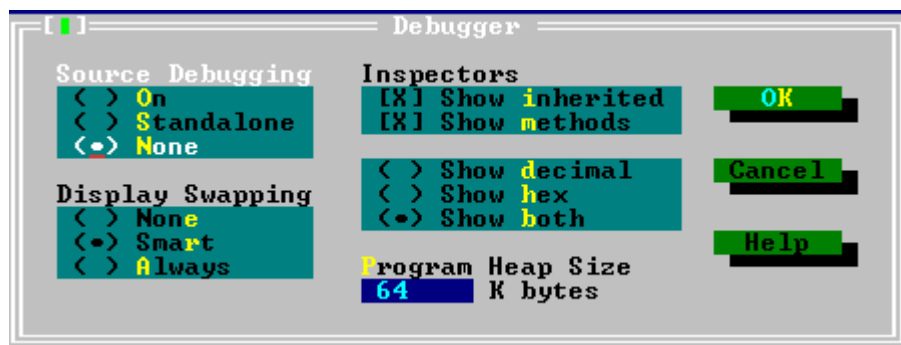 [▮] Debugger
Source Debugging
( ) On
( ) Standalone
(•) None
Display Swapping
( ) None
(•) Smart
( ) Always
Inspectors
[X] Show inherited
[X] Show methods
( ) Show decimal
( ) Show hex
(•) Show both
Program Heap Size
64 K bytes
OK
Cancel
Help